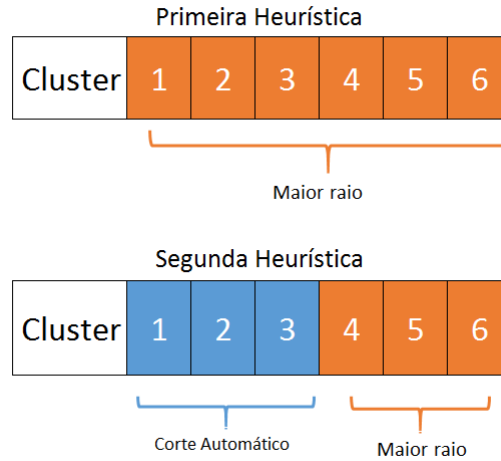 Primeira Heurística
Cluster 1 2 3 4 5 6
Maior raio
Segunda Heurística
Cluster 1 2 3 4 5 6
Corte Automático Maior raio